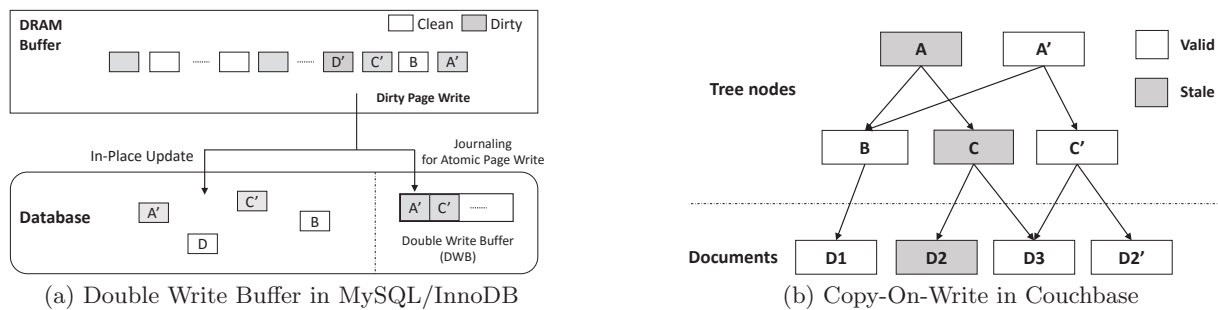 DRAM Buffer
Clean
Dirty
........
........
D’
C’
B
A’
Dirty Page Write
In-Place Update
Journaling
for Atomic Page Write
Database
A’
C’
B
D
A’
C’
........
Double Write Buffer
(DWB)
(a) Double Write Buffer in MySQL/InnoDB
A
A’
Valid
Stale
Tree nodes
B
C
C’
Documents
D1
D2
D3
D2’
(b) Copy-On-Write in Couchbase